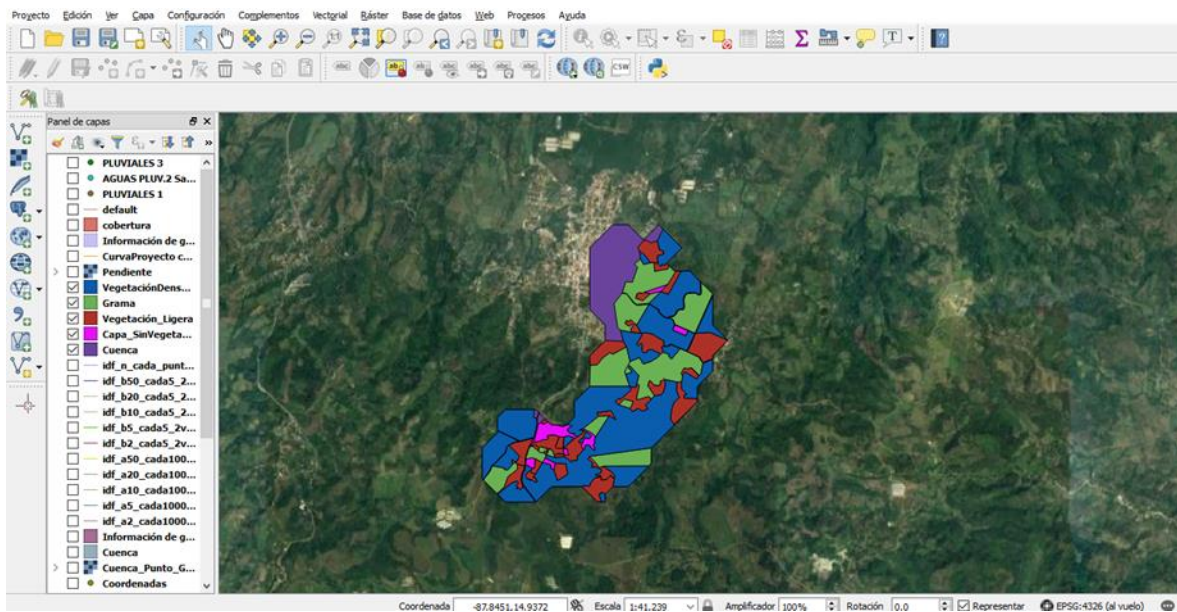 Proyecto Edición Ver Capa Configuración Complementos Vectorial Ráster Base de datos Web Procesos Ayuda
Panel de capas
PLUVIALES 3
AGUAS PLUV.2 Sa...
PLUVIALES 1
default
cobertura
Información de g...
CurvaProyecto c...
Pendiente
VegetaciónDens...
Grama
Vegetación_Ligera
Capa_SinVegeta...
Cuenca
idf_n_cada_punt...
idf_b50_cada5_2...
idf_b20_cada5_2...
idf_b10_cada5_2...
idf_b5_cada5_2v...
idf_b2_cada5_2v...
idf_a50_cada100...
idf_a20_cada100...
idf_a10_cada100...
idf_a5_cada1000...
idf_a2_cada1000...
Información de g...
Cuenca
Cuenca_Punto_G...
Coordenadas
Coordenada -87.8451,14.9372 Escala 1:41.239 Amplificador 100% Rotación 0.0 Representar EPSG:4326 (al vuelo)